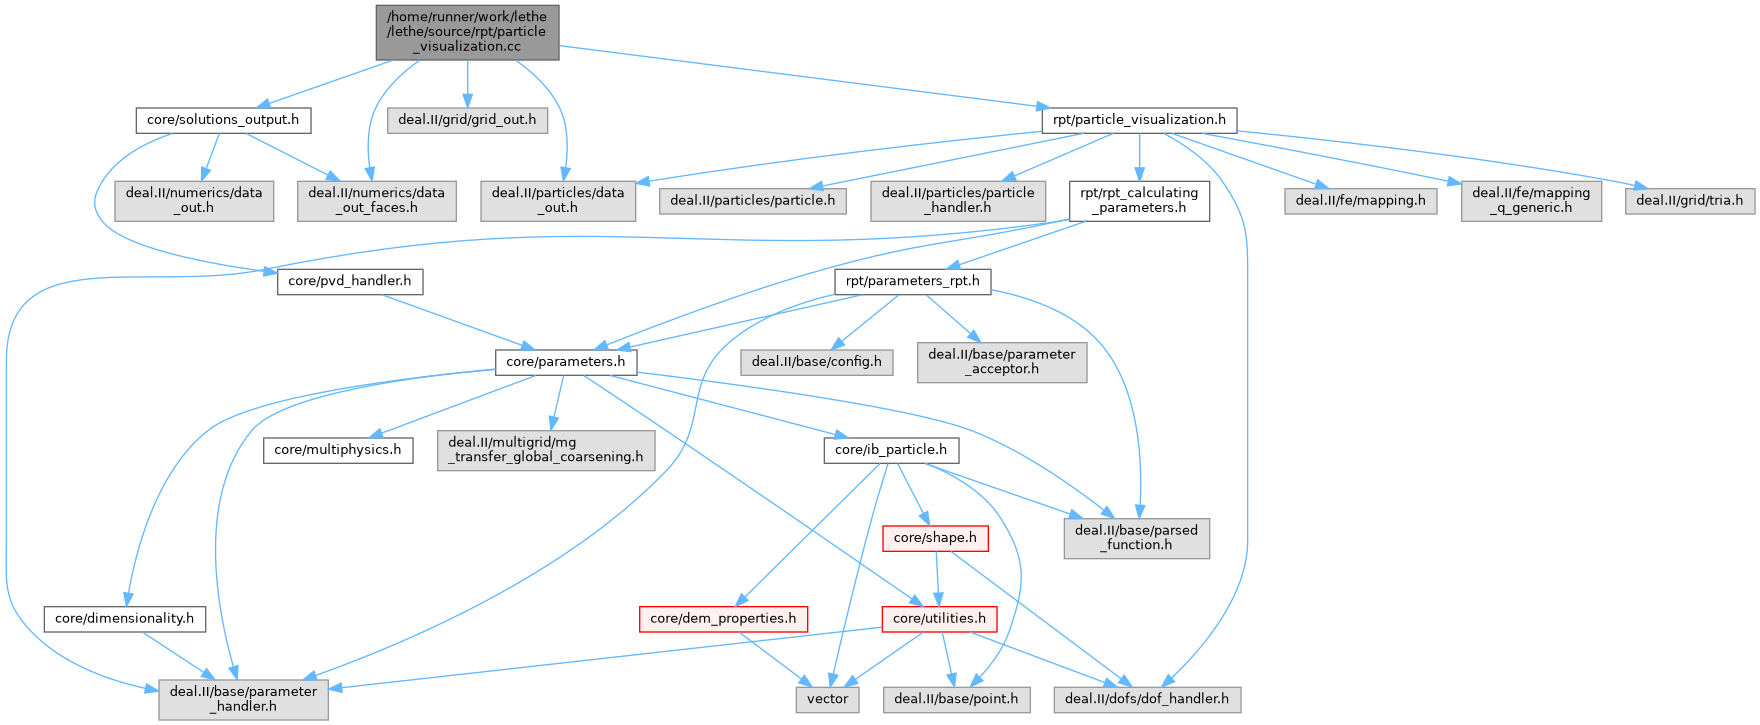 /home/runner/work/lethe
/lethe/source/rpt/particle
_visualization.cc
core/solutions_output.h
deal.II/grid/grid_out.h
rpt/particle_visualization.h
deal.II/numerics/data
_out.h
deal.II/numerics/data
_out_faces.h
deal.II/particles/data
_out.h
deal.II/particles/particle.h
deal.II/particles/particle
_handler.h
rpt/rpt_calculating
_parameters.h
deal.II/fe/mapping.h
deal.II/fe/mapping
_q_generic.h
deal.II/grid/tria.h
core/pvd_handler.h
rpt/parameters_rpt.h
core/parameters.h
deal.II/base/config.h
deal.II/base/parameter
_acceptor.h
core/multiphysics.h
deal.II/multigrid/mg
_transfer_global_coarsening.h
core/ib_particle.h
core/shape.h
deal.II/base/parsed
_function.h
core/dimensionality.h
core/dem_properties.h
core/utilities.h
deal.II/base/parameter
_handler.h
vector
deal.II/base/point.h
deal.II/dofs/dof_handler.h